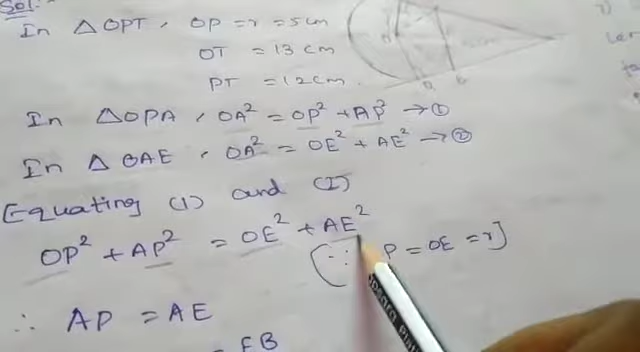 Sol:
In △OPT, OP = r = 5cm
OT = 13 cm
PT = 12cm
In △OPA, OA² = OP² + AP² → ①
In △OAE, OA² = OE² + AE² → ②
Equating (1) and (2)
OP² + AP² = OE² + AE²
(∵ P = OE = r]
∴ AP = AE
= EB